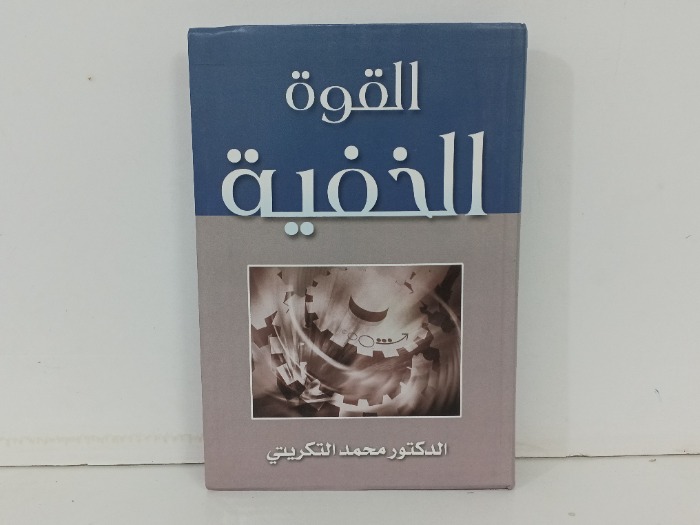 القوة
الخفية
الدكتور محمد التكريتي